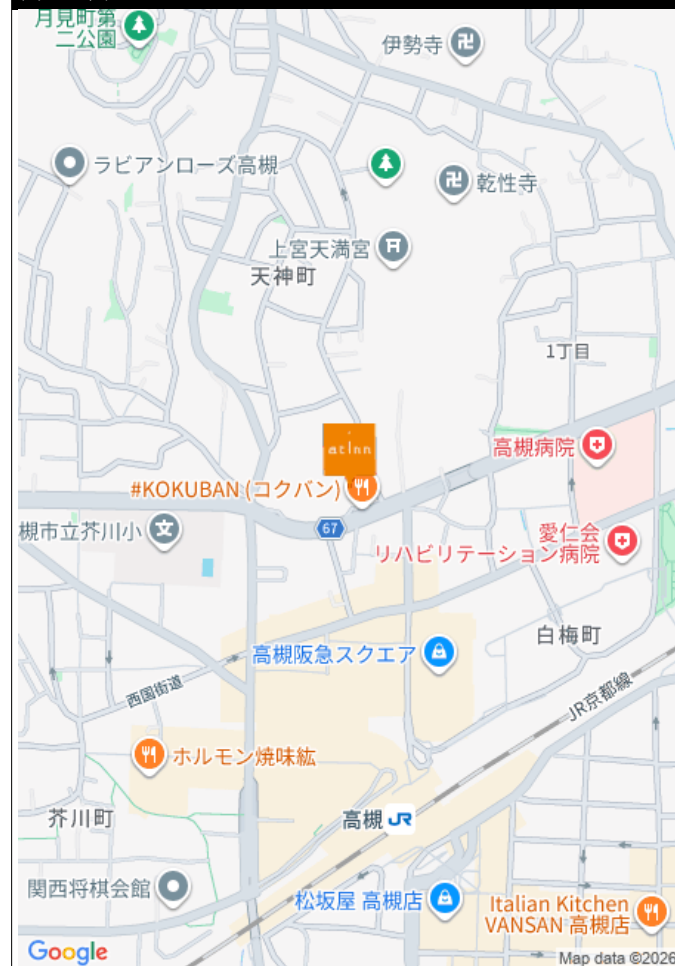 月見町第
二公園
伊勢寺
ラビアンローズ高槻
乾性寺
上宮天満宮
天神町
1丁目
at Inn
高槻病院
#KOKUBAN (コクバン)
67
槻市立芥川小
愛仁会
リハビリテーション病院
白梅町
高槻阪急スクエア
JR京都線
西国街道
ホルモン焼味紘
芥川町
高槻 JR
関西将棋会館
松坂屋 高槻店
Italian Kitchen
VANSAN 高槻店
Google
Map data ©2026